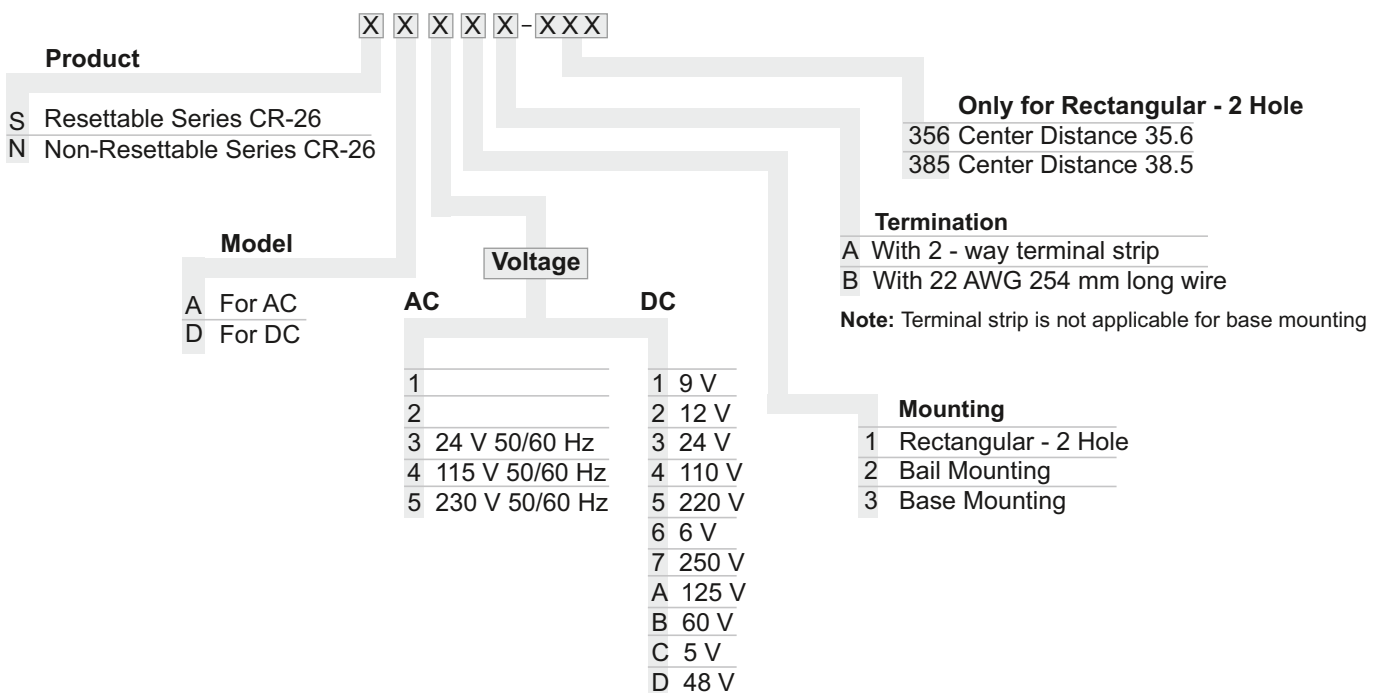 X X X X X-XXX
Product
S Resettable Series CR-26
N Non-Resettable Series CR-26
Model
A For AC
D For DC
Voltage
AC
1
2
3 24 V 50/60 Hz
4 115 V 50/60 Hz
5 230 V 50/60 Hz
DC
1 9 V
2 12 V
3 24 V
4 110 V
5 220 V
6 6 V
7 250 V
A 125 V
B 60 V
C 5 V
D 48 V
Mounting
1 Rectangular - 2 Hole
2 Bail Mounting
3 Base Mounting
Termination
A With 2 - way terminal strip
B With 22 AWG 254 mm long wire
Note: Terminal strip is not applicable for base mounting
Only for Rectangular - 2 Hole
356 Center Distance 35.6
385 Center Distance 38.5